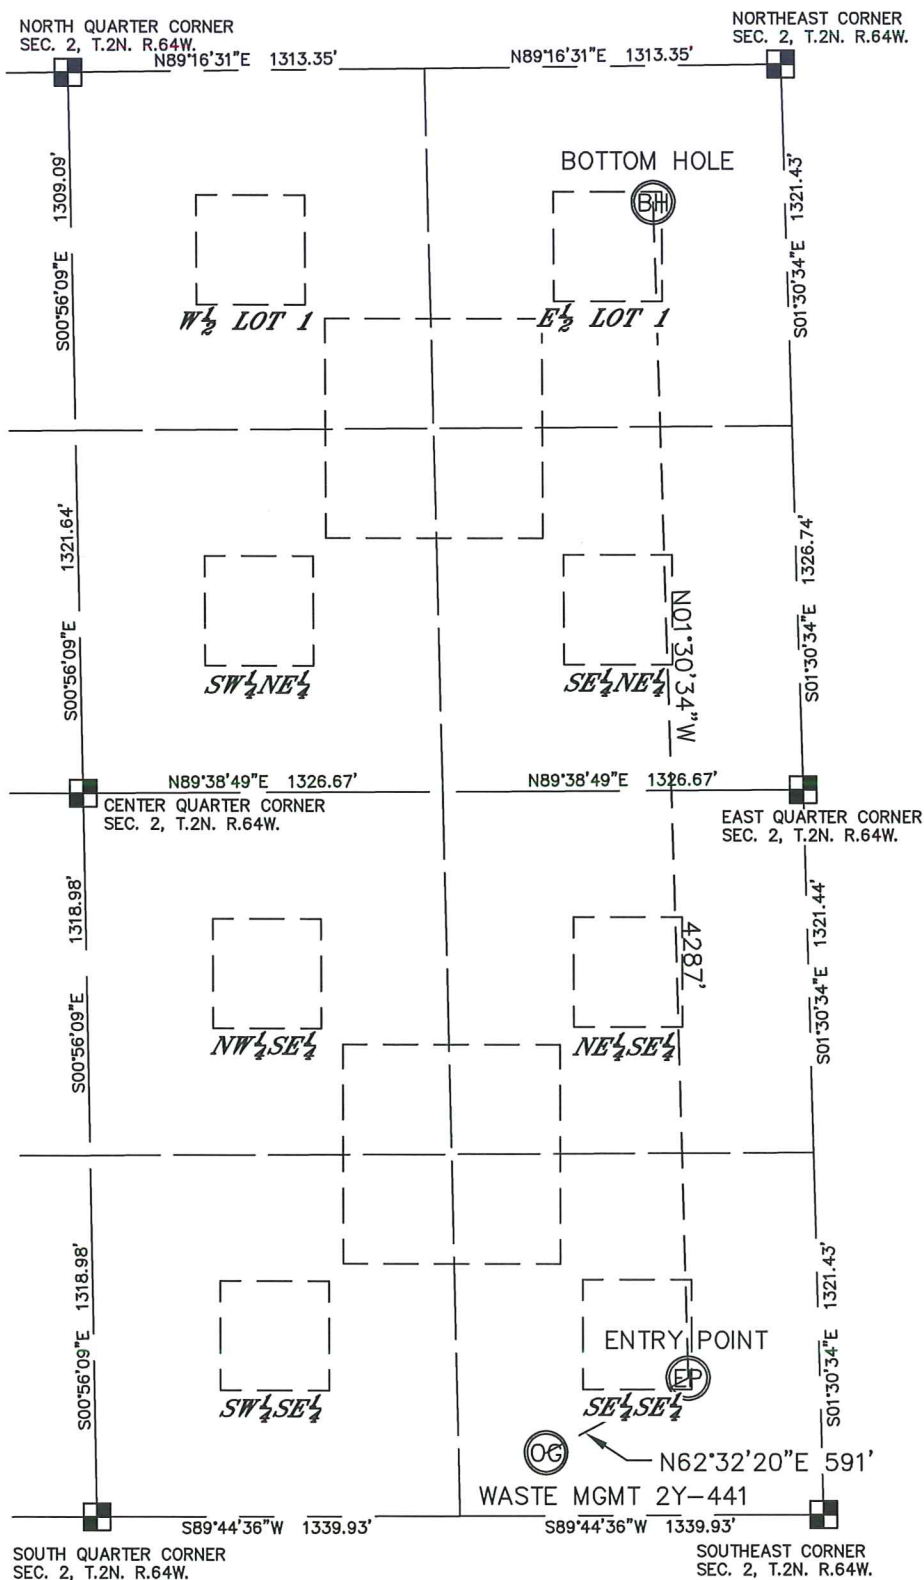 NORTH QUARTER CORNER
SEC. 2, T.2N. R.64W.
NORTHEAST CORNER
SEC. 2, T.2N. R.64W.
N89°16'31"E 1313.35'
N89°16'31"E 1313.35'
BOTTOM HOLE
BH
1309.09'
S00°56'09"E
1321.43'
S01°30'34"E
W½ LOT 1
E½ LOT 1
1321.64'
S00°56'09"E
1326.74'
S01°30'34"E
N01°30'34"W
SW¼NE¼
SE¼NE¼
N89°38'49"E 1326.67'
N89°38'49"E 1326.67'
CENTER QUARTER CORNER
SEC. 2, T.2N. R.64W.
EAST QUARTER CORNER
SEC. 2, T.2N. R.64W.
1318.98'
S00°56'09"E
1321.44'
S01°30'34"E
4287'
NW¼SE¼
NE¼SE¼
1318.98'
S00°56'09"E
1321.43'
S01°30'34"E
ENTRY POINT
EP
SW¼SE¼
SE¼SE¼
OG
N62°32'20"E 591'
WASTE MGMT 2Y-441
S89°44'36"W 1339.93'
S89°44'36"W 1339.93'
SOUTH QUARTER CORNER
SEC. 2, T.2N. R.64W.
SOUTHEAST CORNER
SEC. 2, T.2N. R.64W.